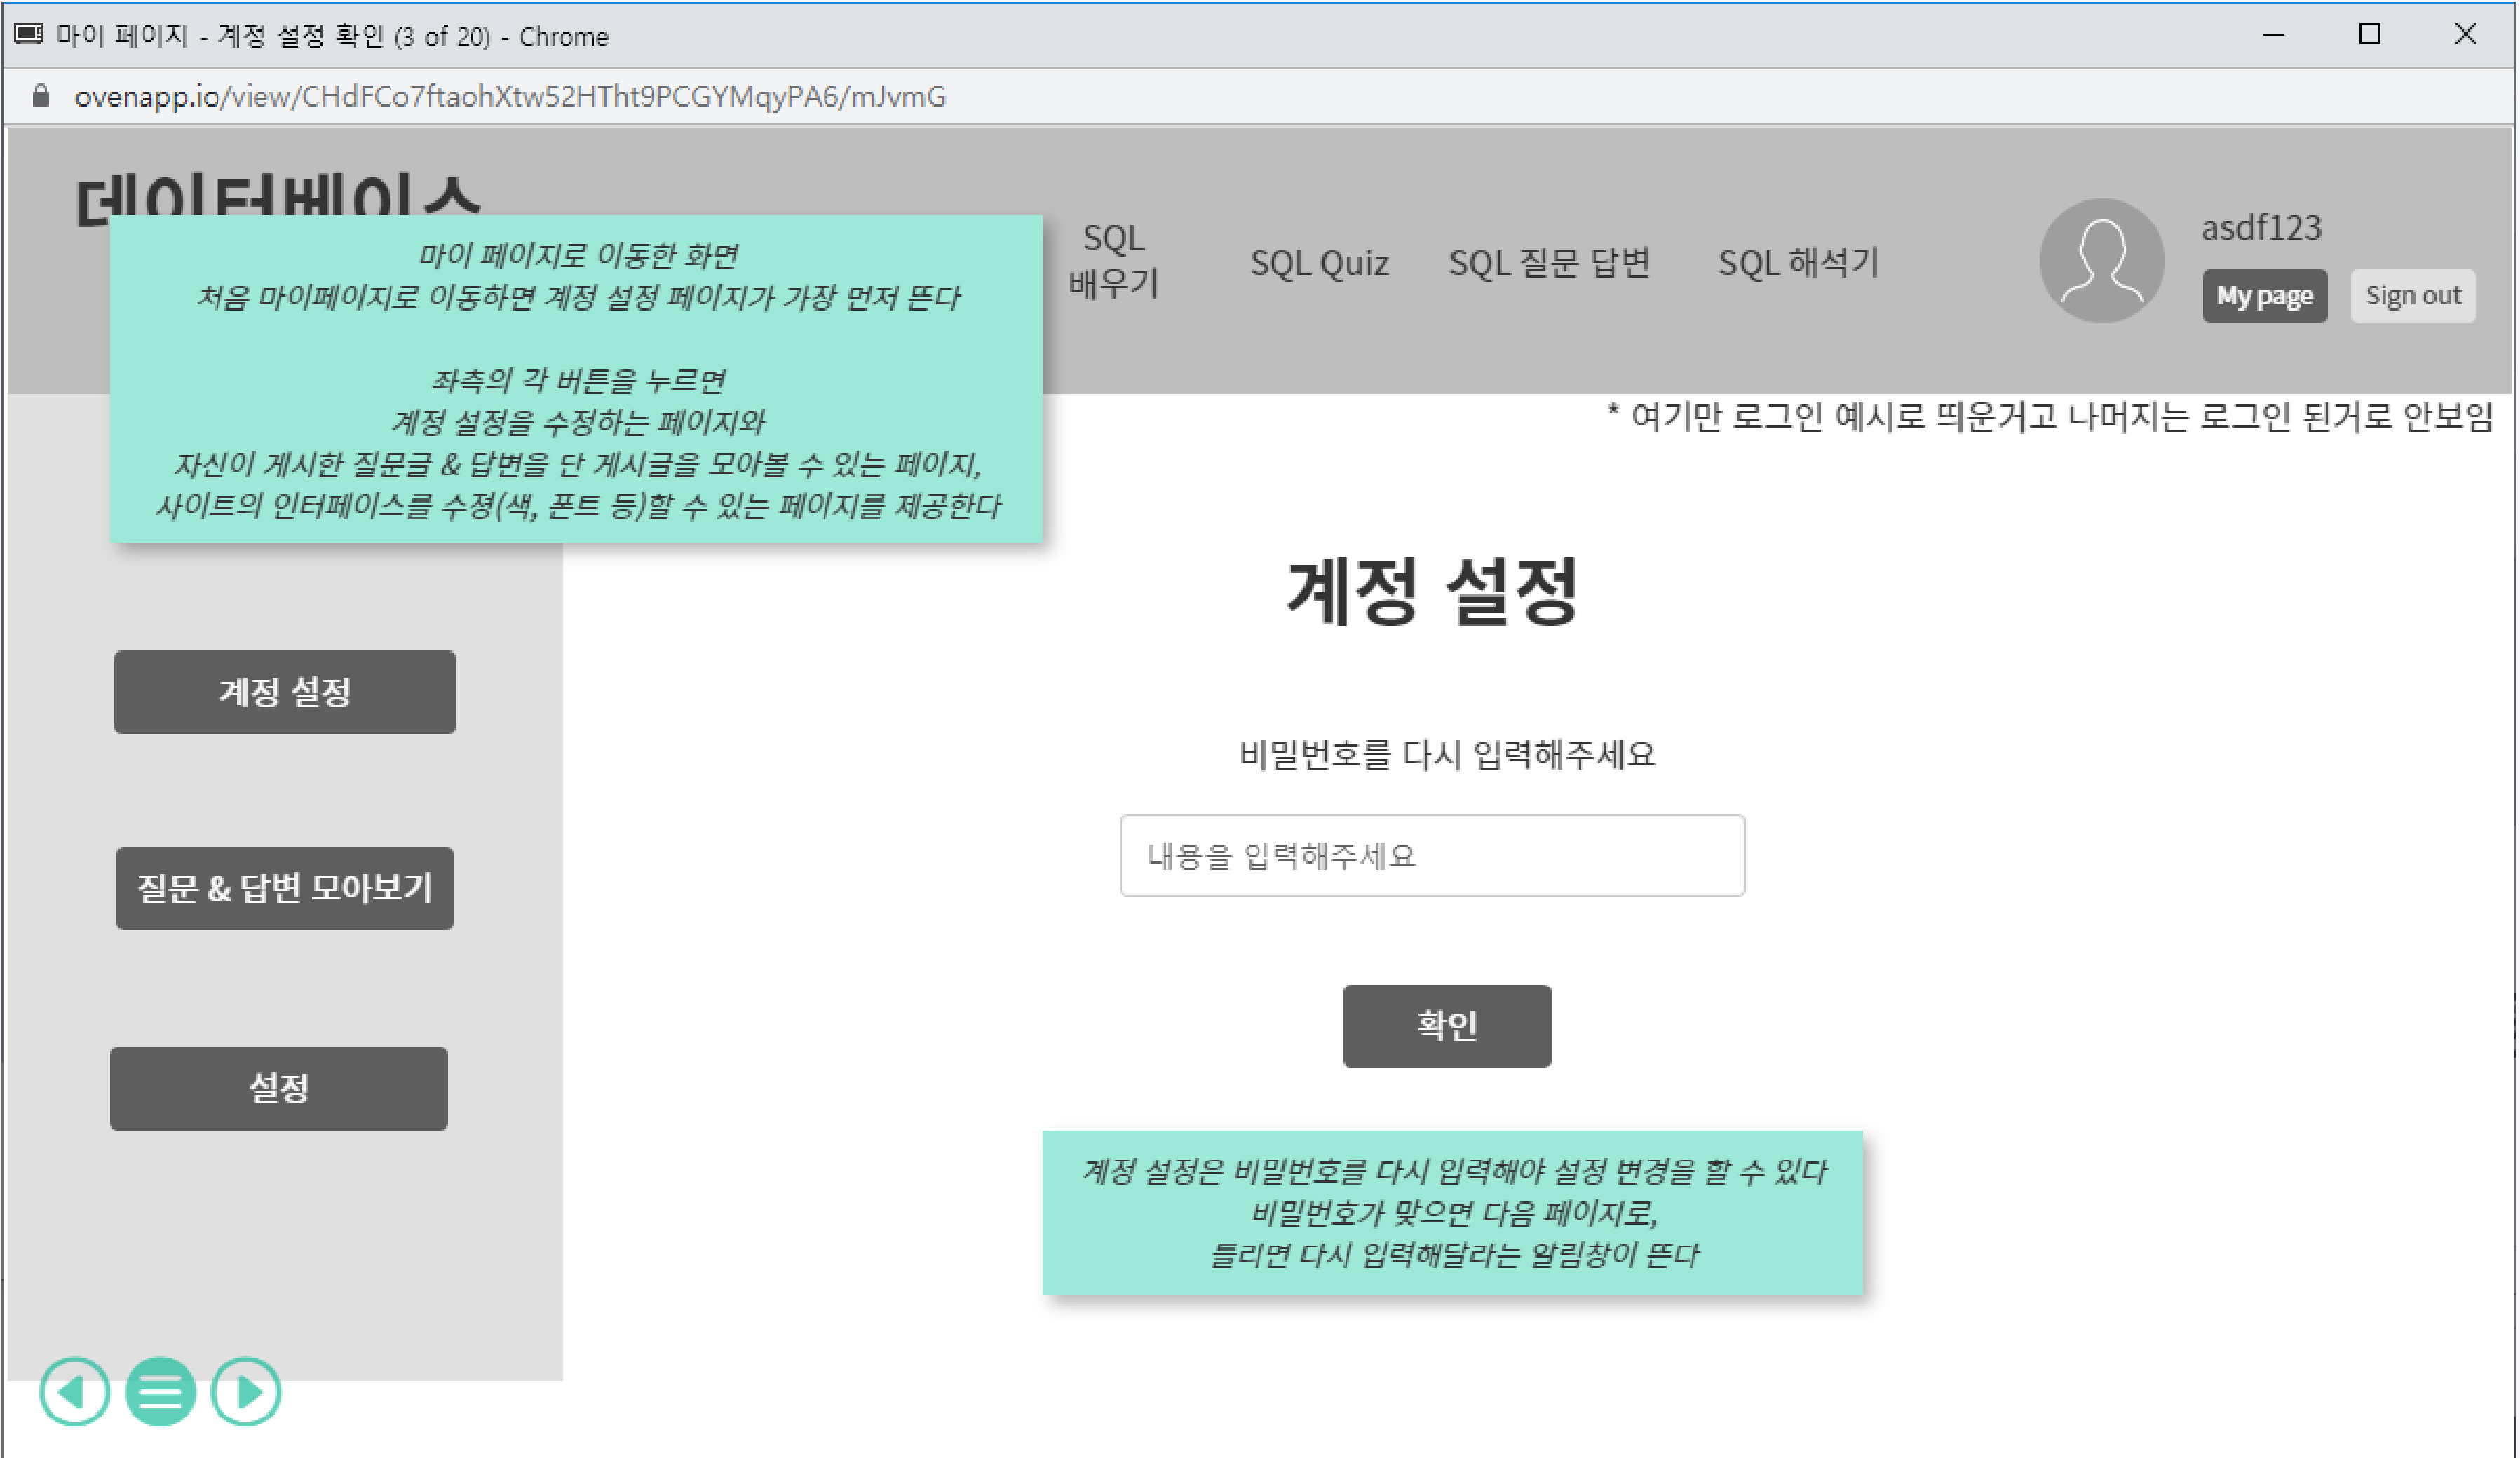 마이 페이지 - 계정 설정 확인 (3 of 20) - Chrome
ovenapp.io/view/CHdFCo7ftaohXtw52HTht9PCGYMqyPA6/mJvmG
데이터베이스
마이 페이지로 이동한 화면
처음 마이페이지로 이동하면 계정 설정 페이지가 가장 먼저 뜬다
좌측의 각 버튼을 누르면
계정 설정을 수정하는 페이지와
자신이 게시한 질문글 & 답변을 단 게시글을 모아볼 수 있는 페이지,
사이트의 인터페이스를 수졍(색, 폰트 등)할 수 있는 페이지를 제공한다
SQL
배우기
SQL Quiz
SQL 질문 답변
SQL 해석기
asdf123
My page
Sign out
* 여기만 로그인 예시로 띄운거고 나머지는 로그인 된거로 안보임
계정 설정
질문 & 답변 모아보기
설정
계정 설정
비밀번호를 다시 입력해주세요
내용을 입력해주세요
확인
계정 설정은 비밀번호를 다시 입력해야 설정 변경을 할 수 있다
비밀번호가 맞으면 다음 페이지로,
틀리면 다시 입력해달라는 알림창이 뜬다